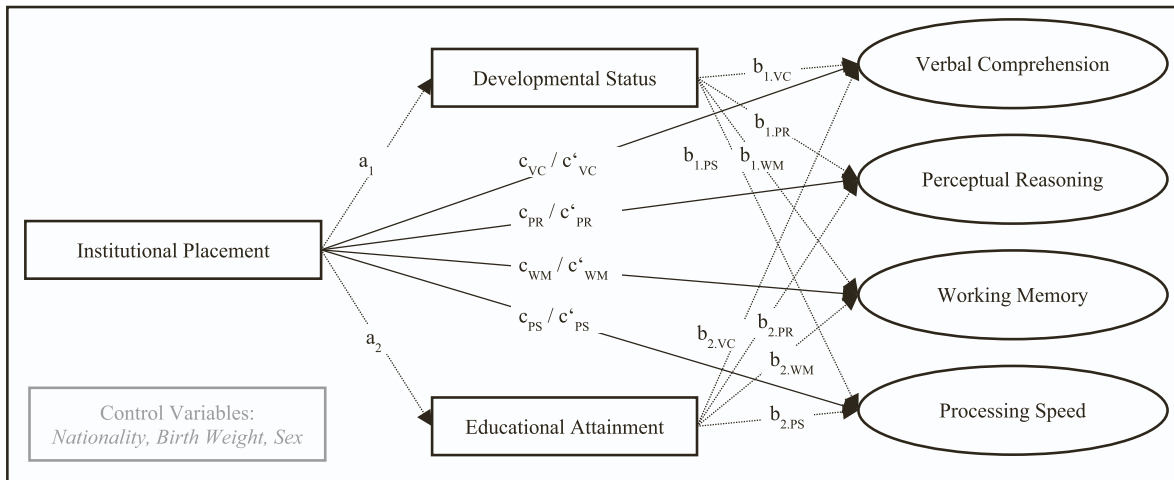 Verbal Comprehension
Developmental Status
b1.VC
b1.PR
a1
cVC / c‘VC
b1.PS
b1.WM
Perceptual Reasoning
cPR / c‘PR
Institutional Placement
cWM / c‘WM
Working Memory
cPS / c‘PS
a2
b2.VC
b2.PR
b2.WM
Control Variables:
Nationality, Birth Weight, Sex
Educational Attainment
b2.PS
Processing Speed